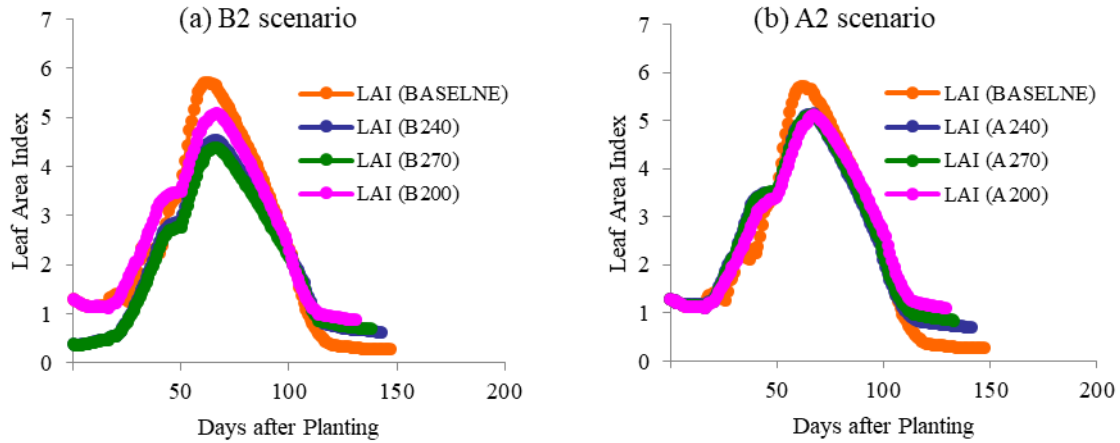 (a) B2 scenario
7
6
5
4
3
2
1
0
Leaf Area Index
LAI (BASELNE)
LAI (B240)
LAI (B270)
LAI (B200)
50
100
150
200
Days after Planting
(b) A2 scenario
7
6
5
4
3
2
1
0
Leaf Area Index
LAI (BASELNE)
LAI (A240)
LAI (A270)
LAI (A200)
50
100
150
200
Days after Planting